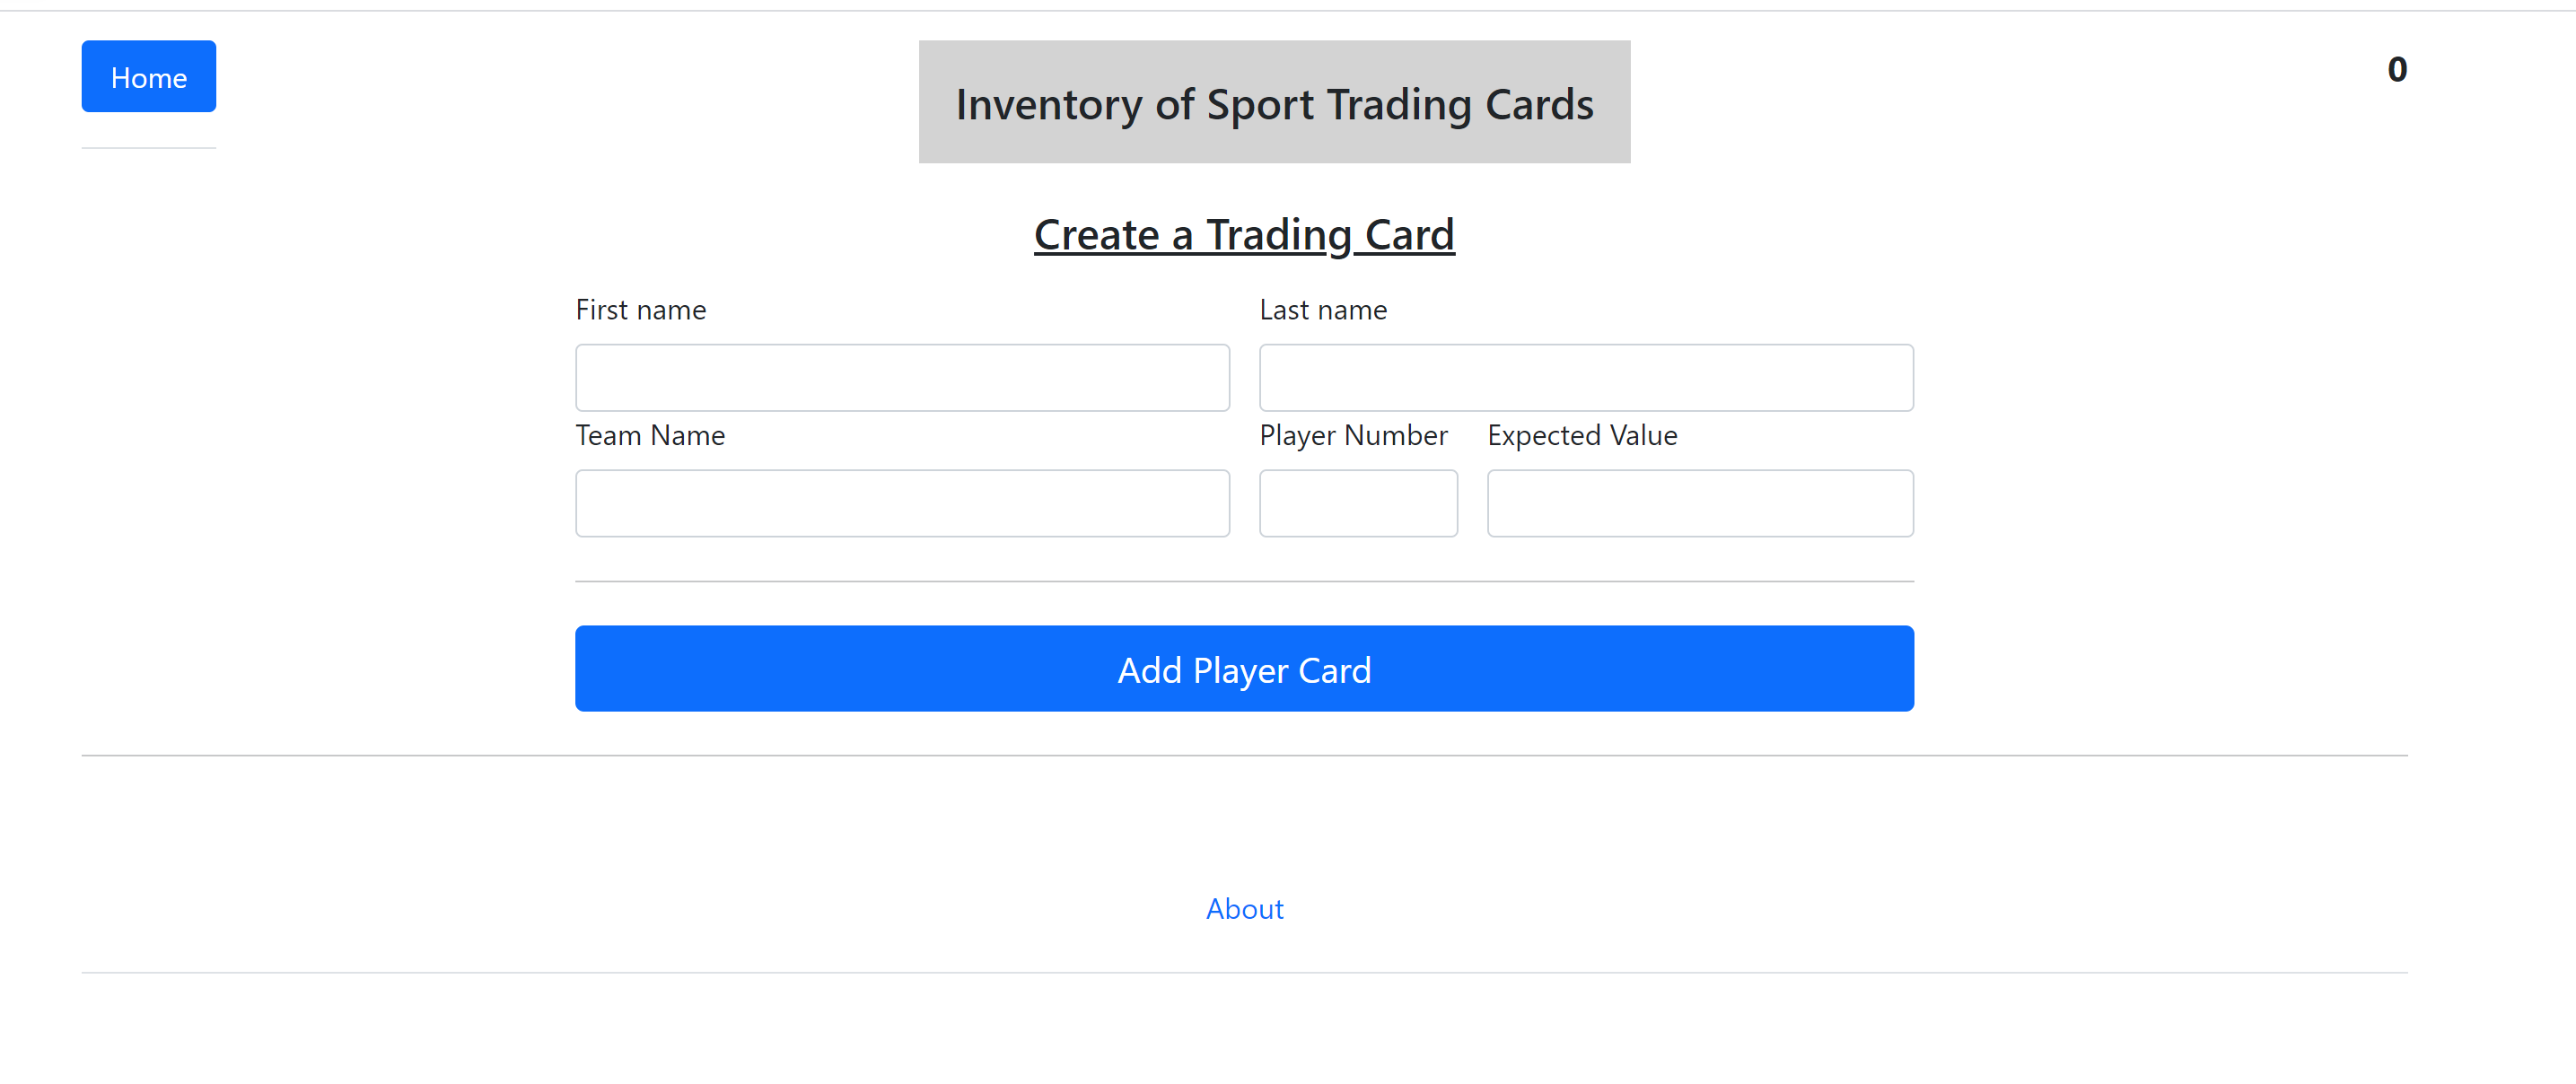 Home
Inventory of Sport Trading Cards
0
Create a Trading Card
First name
Last name
Team Name
Player Number
Expected Value
Add Player Card
About